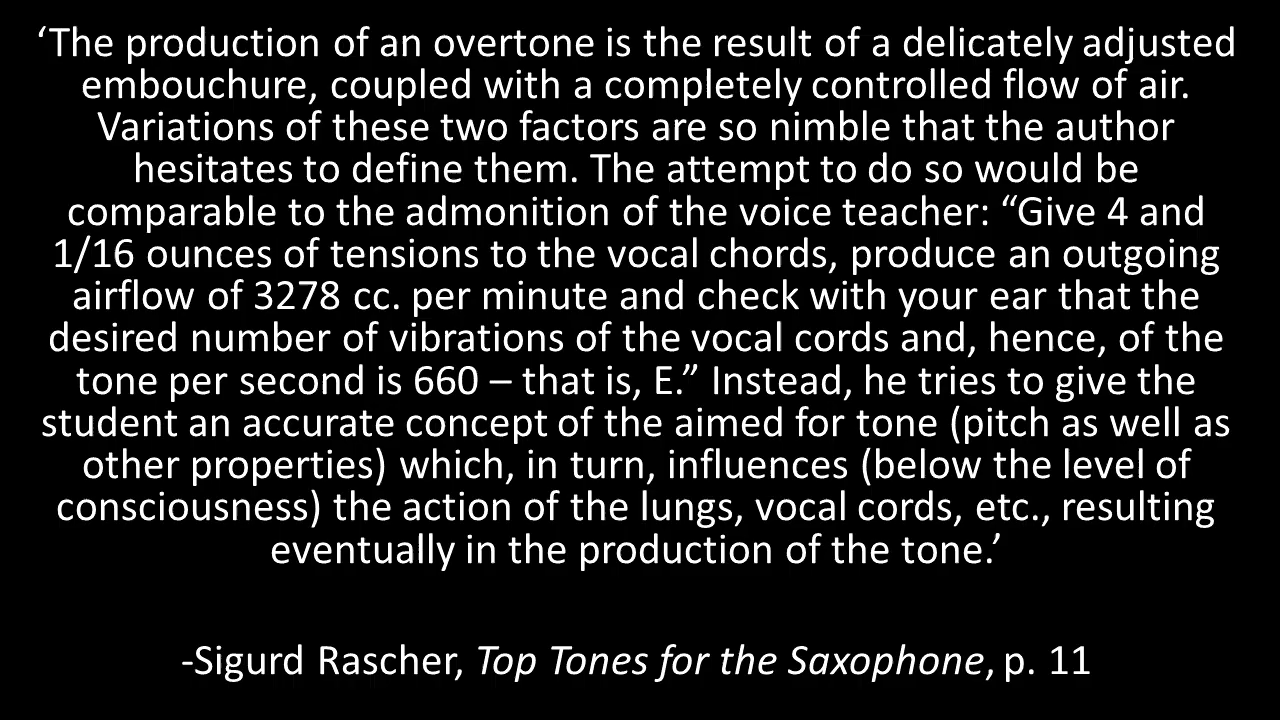 ‘The production of an overtone is the result of a delicately adjusted
embouchure, coupled with a completely controlled flow of air.
Variations of these two factors are so nimble that the author
hesitates to define them. The attempt to do so would be
comparable to the admonition of the voice teacher: “Give 4 and
1/16 ounces of tensions to the vocal chords, produce an outgoing
airflow of 3278 cc. per minute and check with your ear that the
desired number of vibrations of the vocal cords and, hence, of the
tone per second is 660 – that is, E.” Instead, he tries to give the
student an accurate concept of the aimed for tone (pitch as well as
other properties) which, in turn, influences (below the level of
consciousness) the action of the lungs, vocal cords, etc., resulting
eventually in the production of the tone.’
-Sigurd Rascher, Top Tones for the Saxophone, p. 11